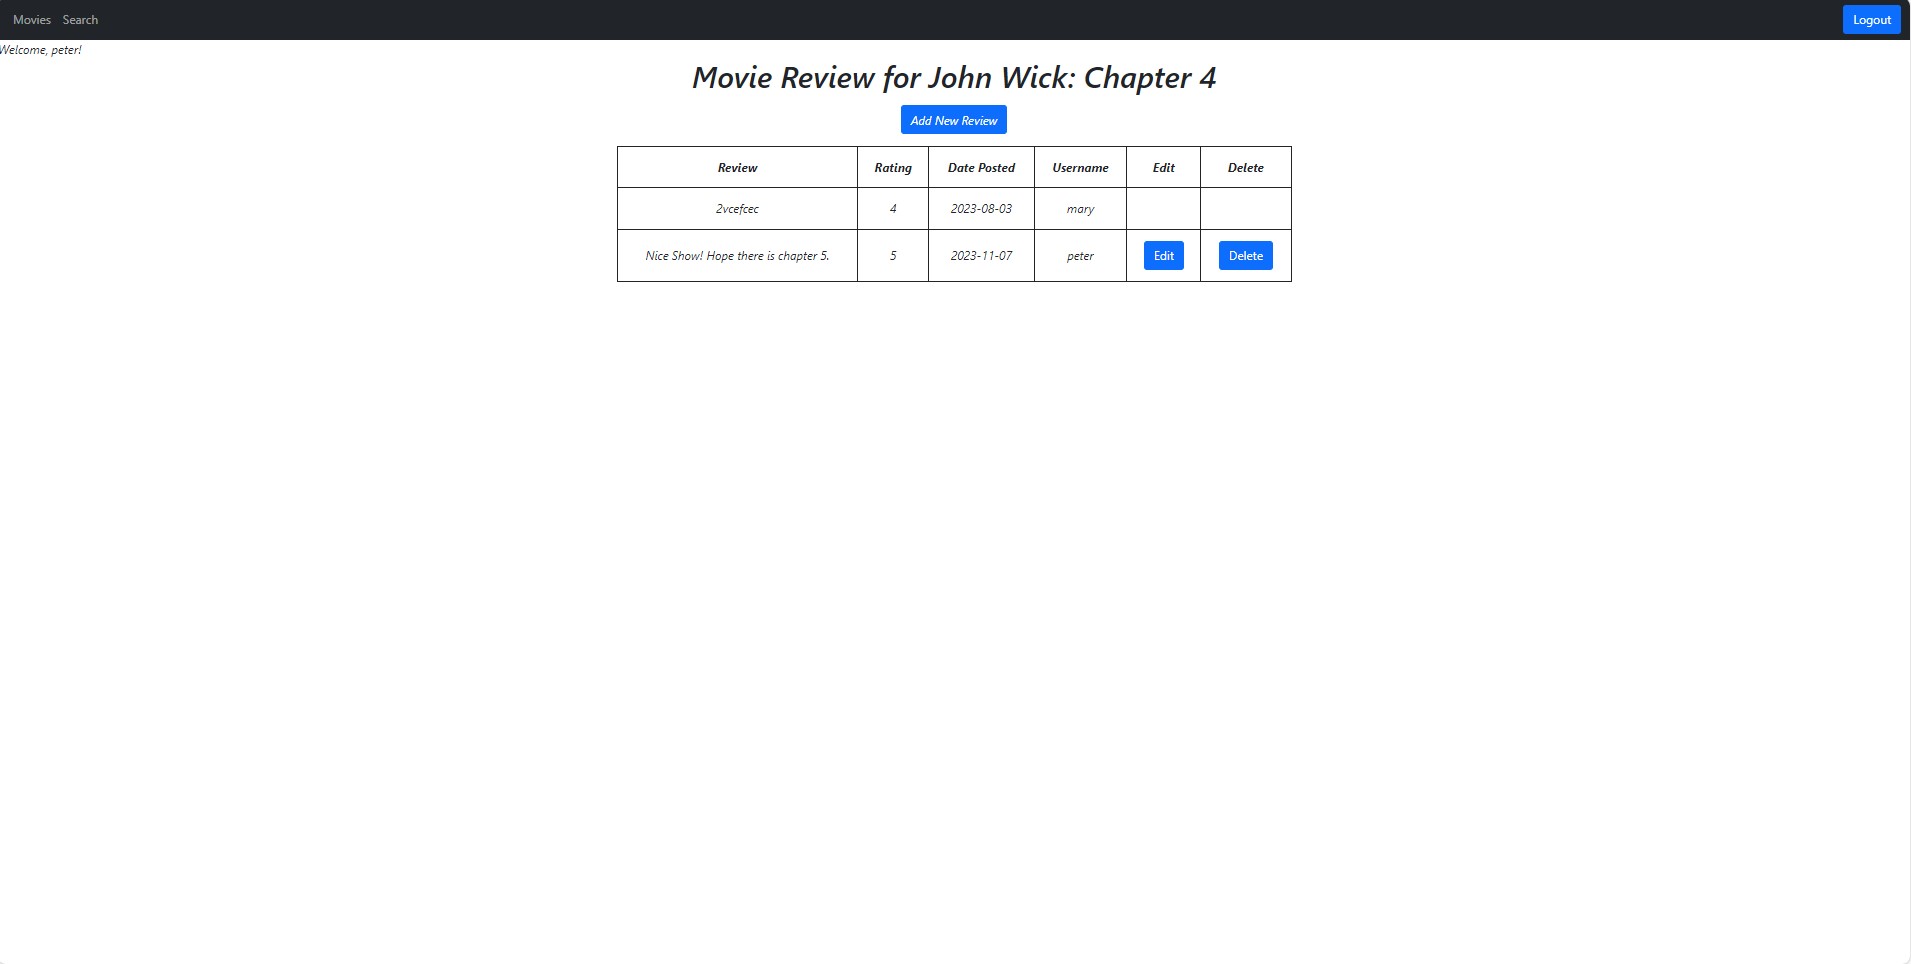 Movies Search Logout
Welcome, peter!
Movie Review for John Wick: Chapter 4
Add New Review
Review Rating Date Posted Username Edit Delete
2vcefcec 4 2023-08-03 mary
Nice Show! Hope there is chapter 5. 5 2023-11-07 peter Edit Delete